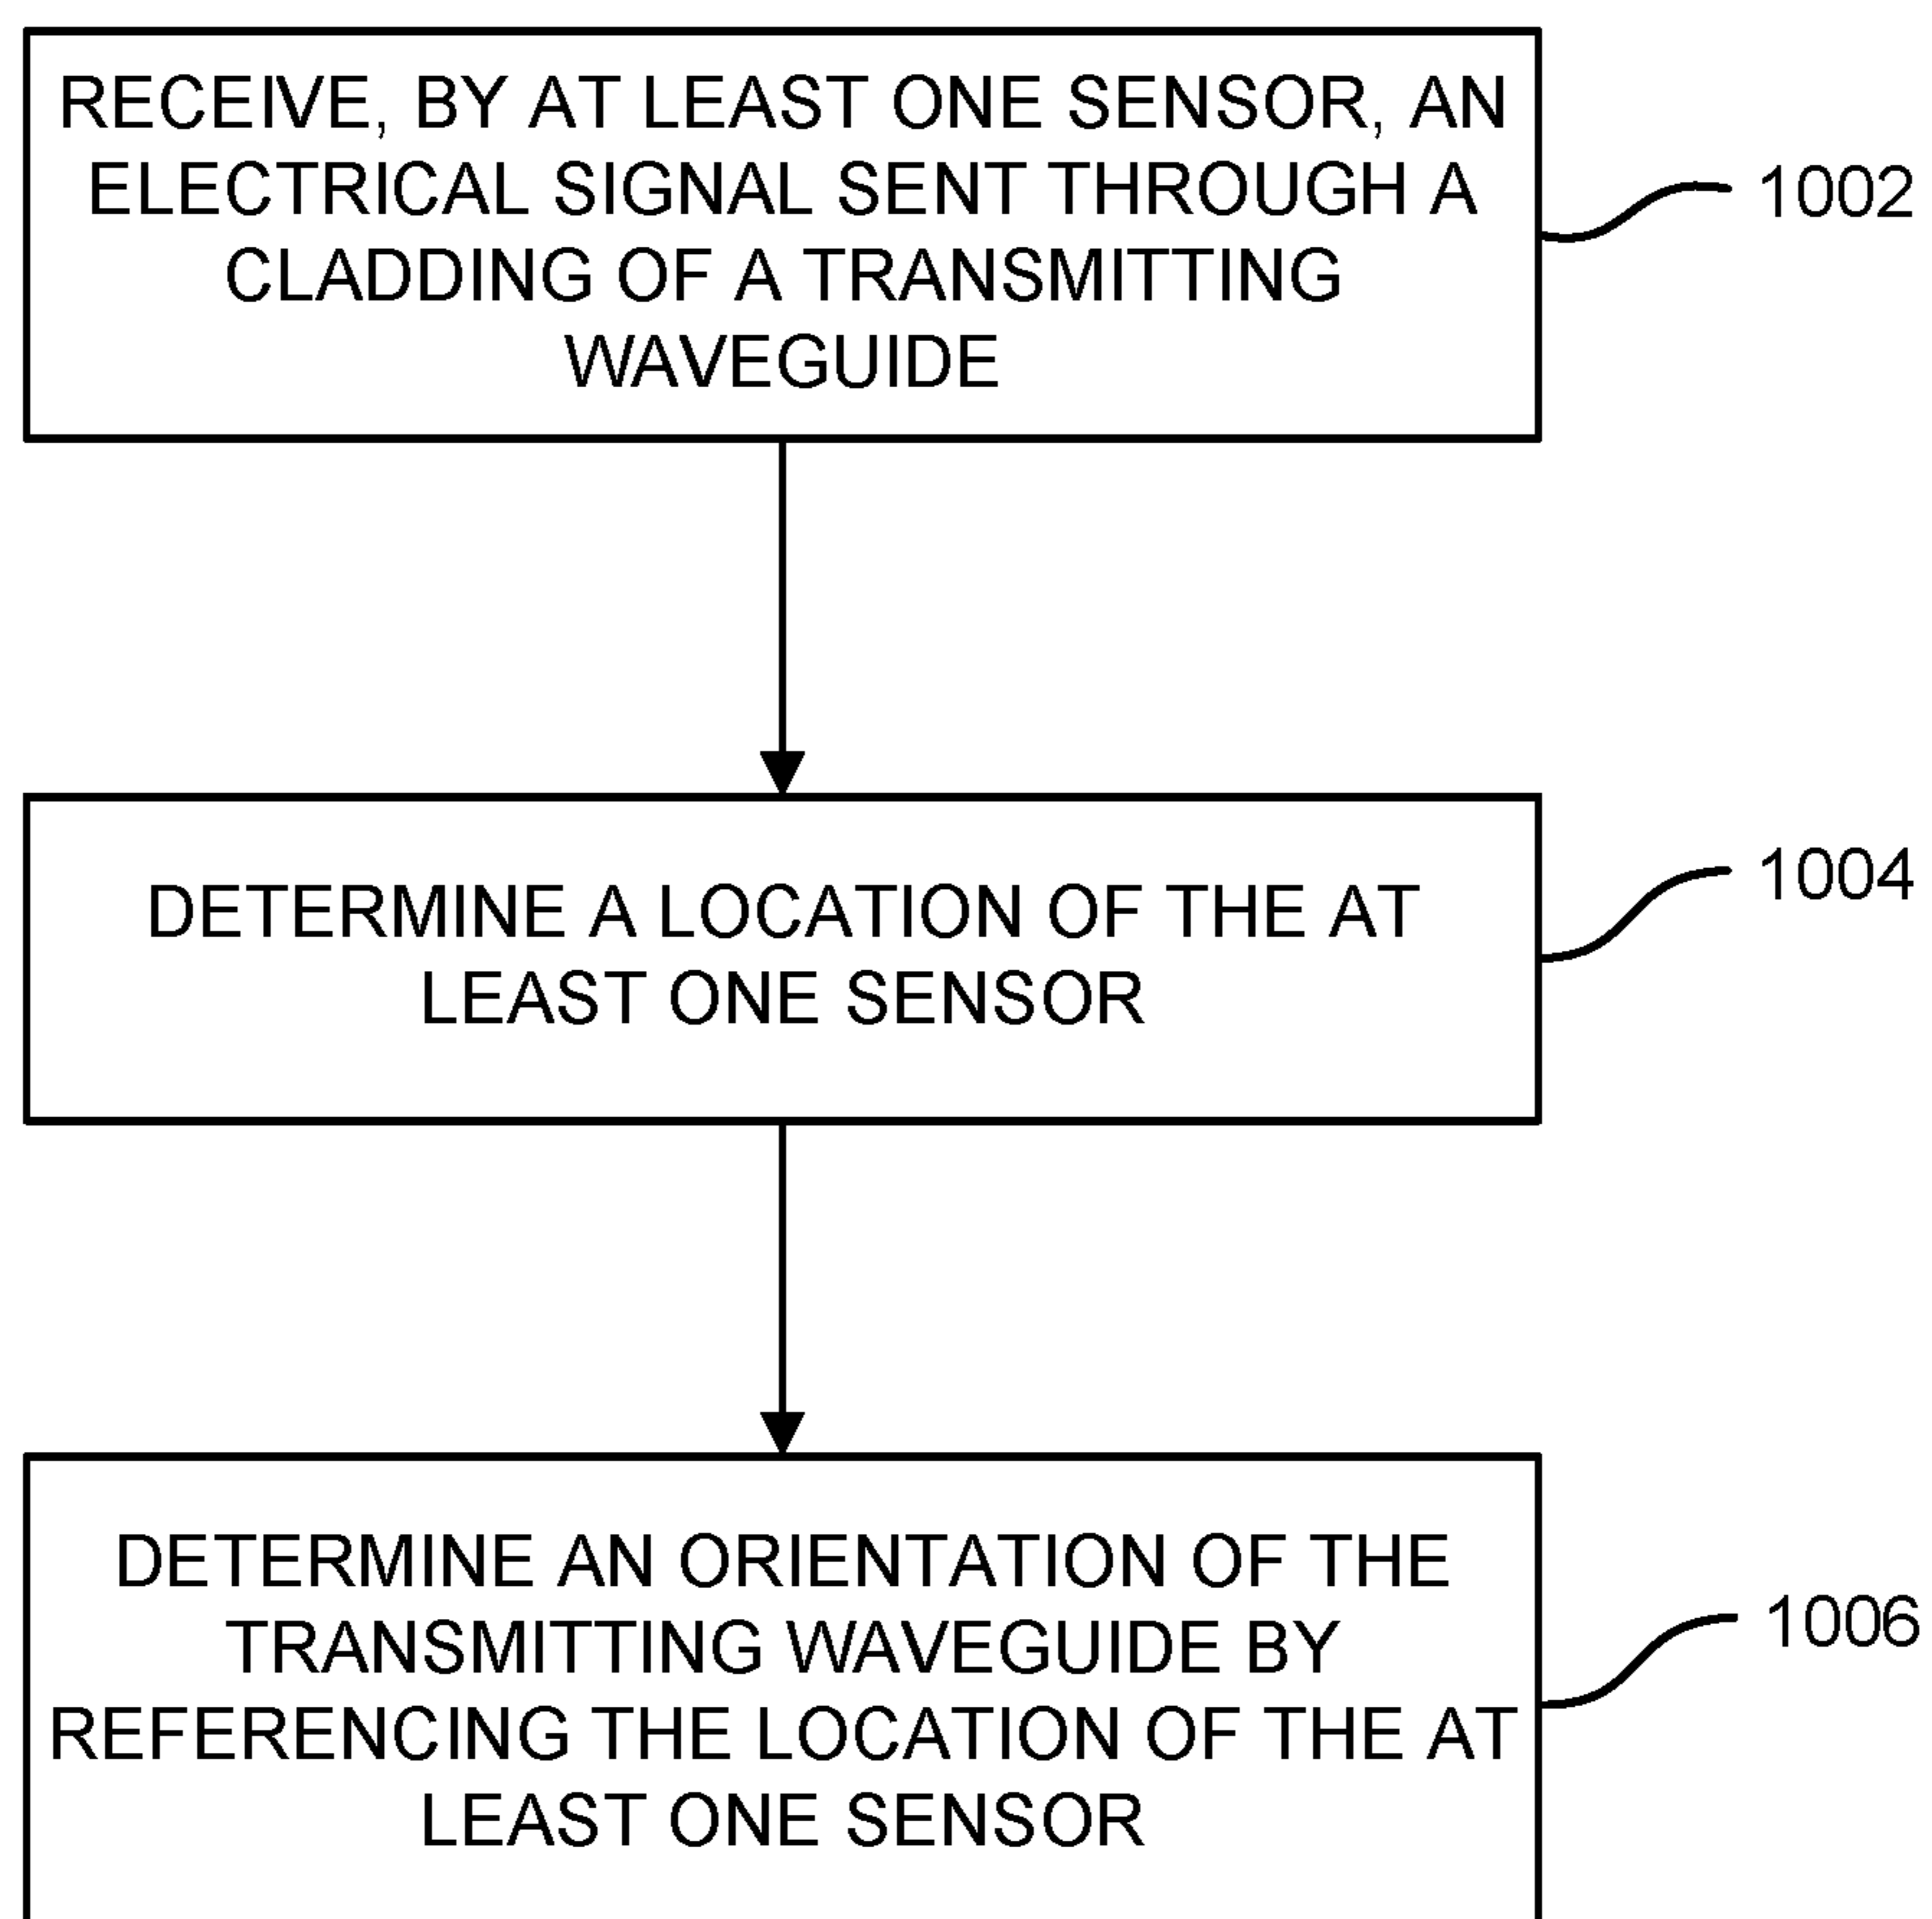 RECEIVE, BY AT LEAST ONE SENSOR, AN
ELECTRICAL SIGNAL SENT THROUGH A
CLADDING OF A TRANSMITTING
WAVEGUIDE
1002
DETERMINE A LOCATION OF THE AT
LEAST ONE SENSOR
1004
DETERMINE AN ORIENTATION OF THE
TRANSMITTING WAVEGUIDE BY
REFERENCING THE LOCATION OF THE AT
LEAST ONE SENSOR
1006